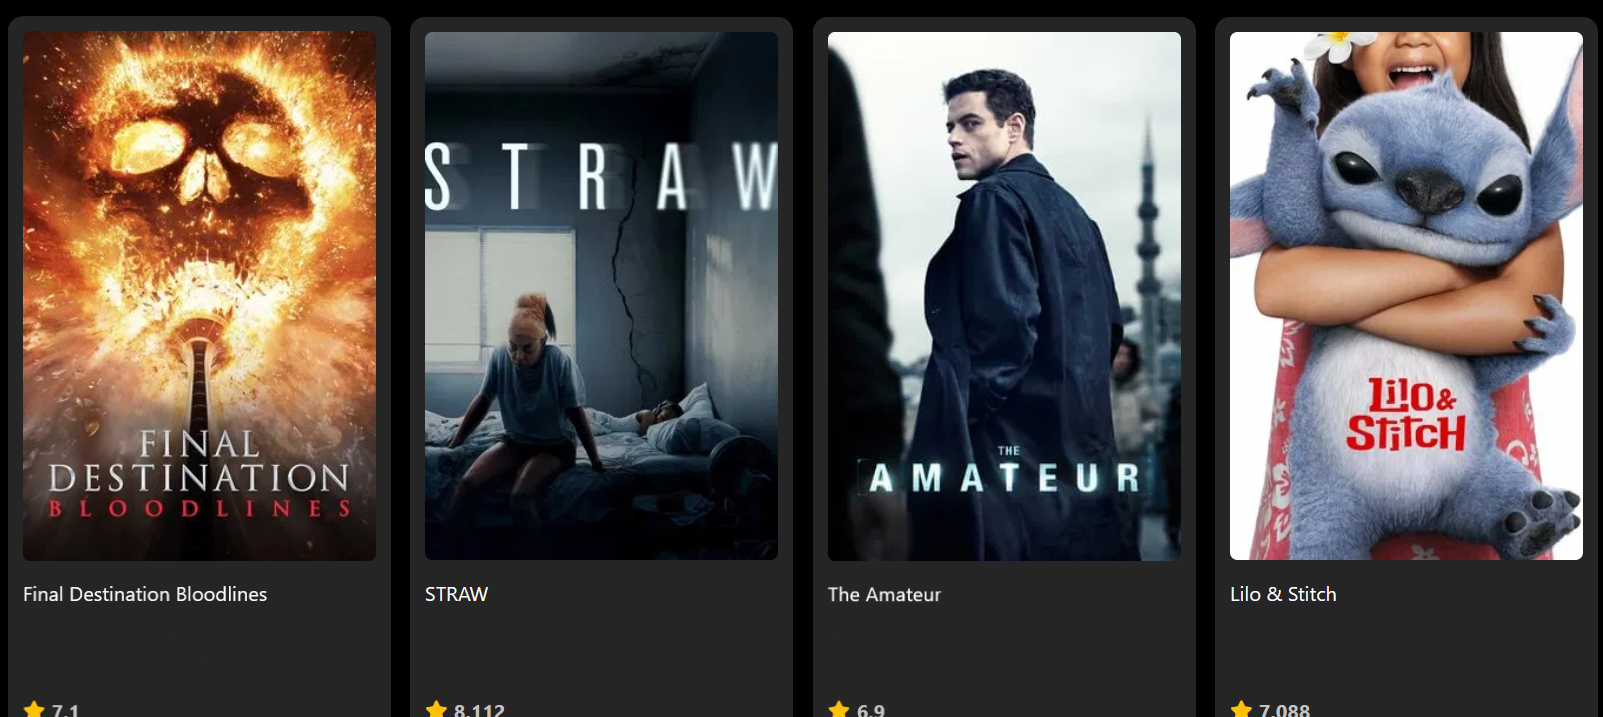 FINAL
DESTINATION
BLOODLINES
Final Destination Bloodlines
7.1
STRAW
STRAW
8.112
THE
AMATEUR
The Amateur
6.9
Lilo &
Stitch
Lilo & Stitch
7.088